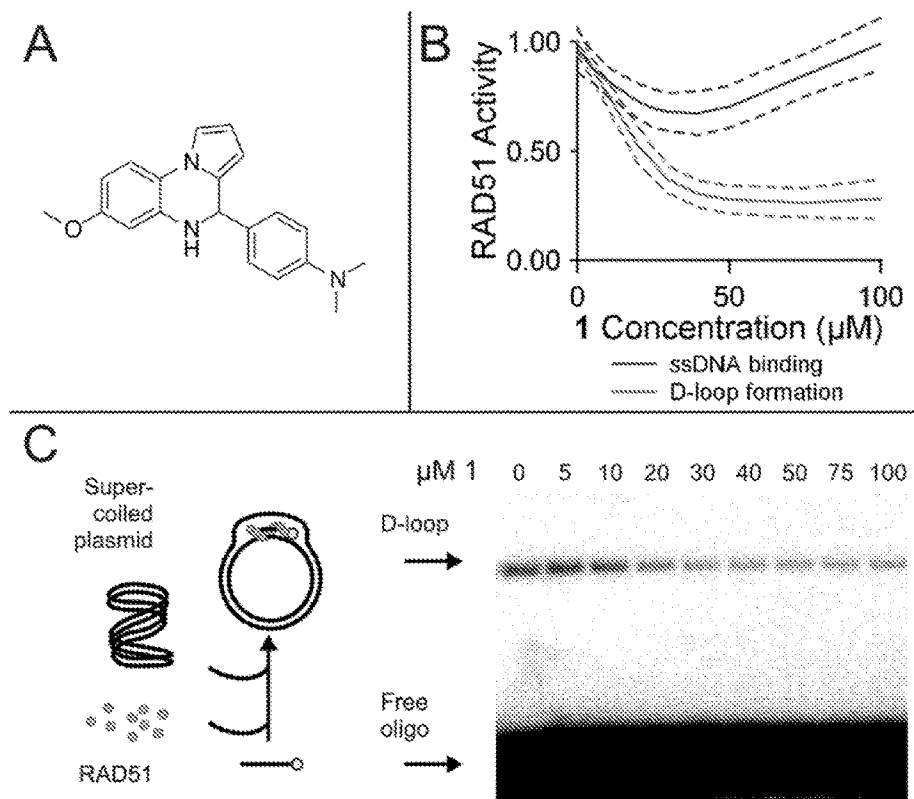 A
N
O
N
H
N
B
1.00
0.50
0.00
RAD51 Activity
0 50 100
1 Concentration (µM)
ssDNA binding
D-loop formation
C
Super-
coiled
plasmid
RAD51
µM 1 0 5 10 20 30 40 50 75 100
D-loop
Free
oligo